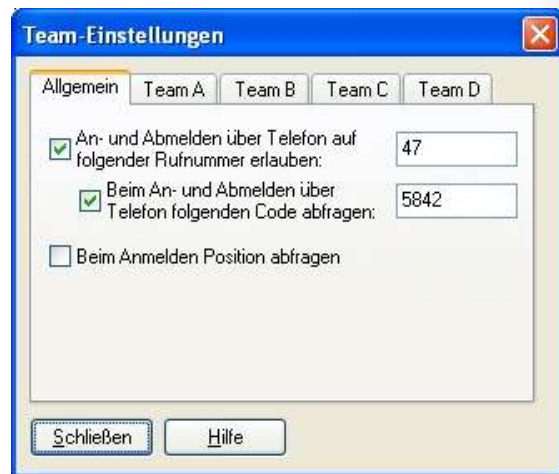 Team-Einstellungen
Allgemein Team A Team B Team C Team D
An- und Abmelden über Telefon auf
folgender Rufnummer erlauben:
47
Beim An- und Abmelden über
Telefon folgenden Code abfragen:
5842
Beim Anmelden Position abfragen
Schließen Hilfe